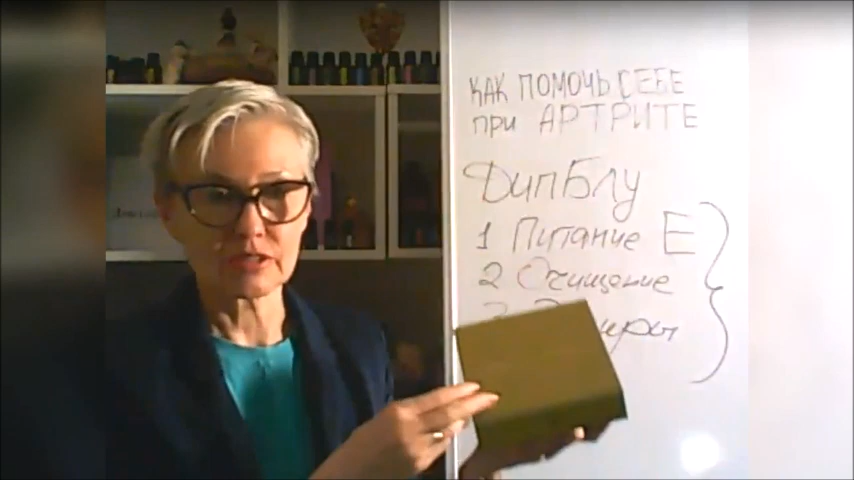 КАК ПОМОЧЬ СЕБЕ
при АРТРИТЕ
ДипБлу
1 Питание Е
2 Очищение